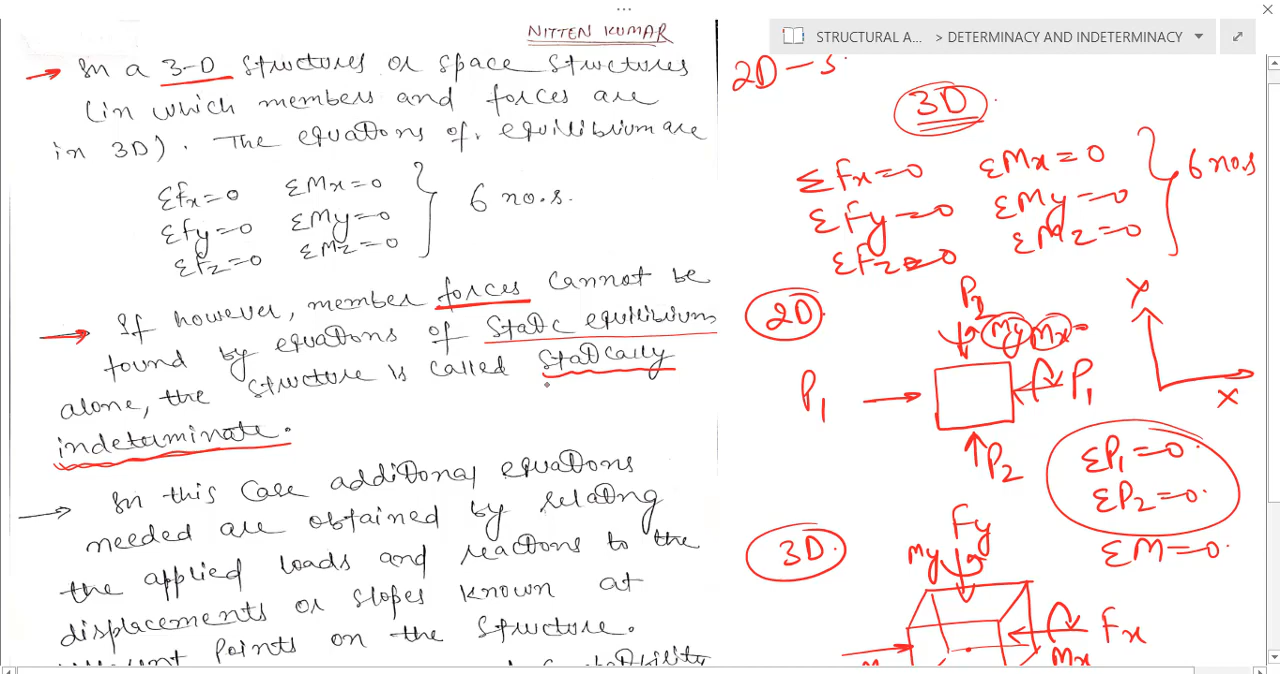 NITTEN KUMAR
In a 3-D structures or space structures
(in which members and forces are
in 3D). The equations of equilibrium are
Σfx=0 ΣMx=0
Σfy=0 ΣMy=0
ΣFz=0 ΣMz=0
6 no.s.
If however, member forces cannot be
found by equations of static equilibrium
alone, the structure is called statically
indeterminate.
In this case additional equations
needed are obtained by relating
the applied loads and reactions to the
displacements or slopes known at
different points on the structure.
STRUCTURAL A... > DETERMINACY AND INDETERMINACY
2D-s.
3D
ΣFx=0 ΣMx=0
ΣFy=0 ΣMy=0
ΣFz=0 ΣMz=0
6 no.s
2D
P2
My Mx=
P1
P1
P2
Y
X
ΣP1=0
ΣP2=0.
ΣM=0.
3D
Fy
My
Fx
Mx